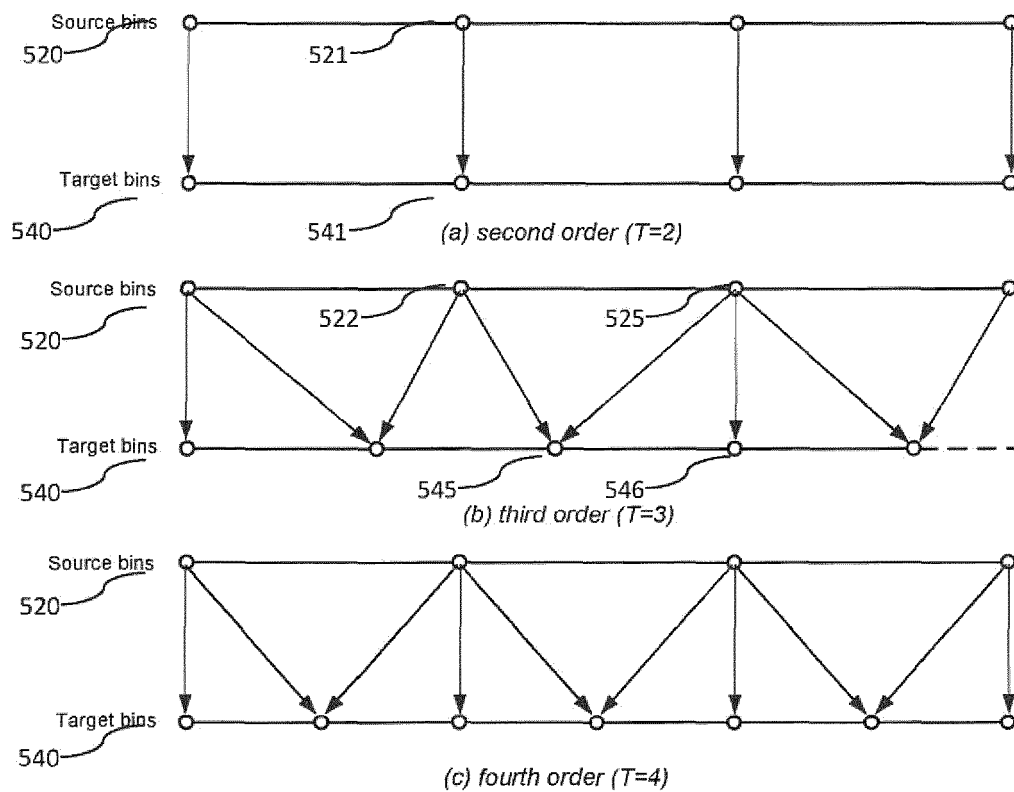 Source bins
520
521
Target bins
540
541
(a) second order (T=2)
Source bins
520
522
525
Target bins
540
545
546
(b) third order (T=3)
Source bins
520
Target bins
540
(c) fourth order (T=4)